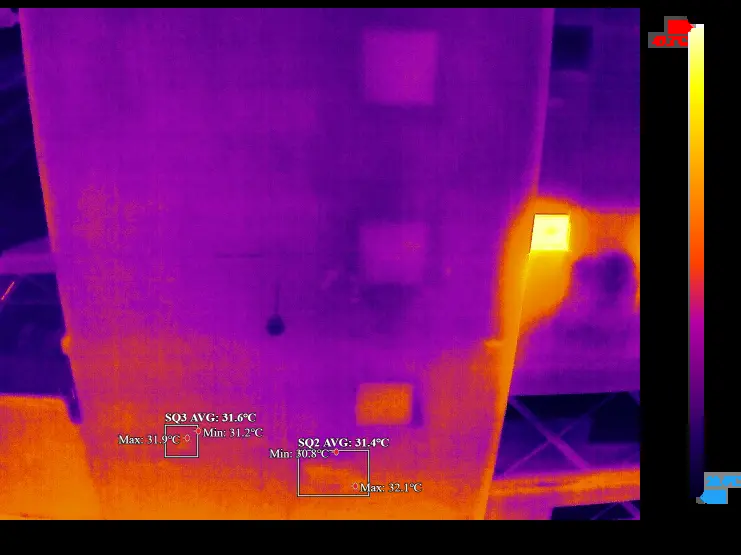 SQ3 AVG: 31.6℃
Max: 31.9℃
Min: 31.2℃
SQ2 AVG: 31.4℃
Min: 30.8℃
Max: 32.1℃